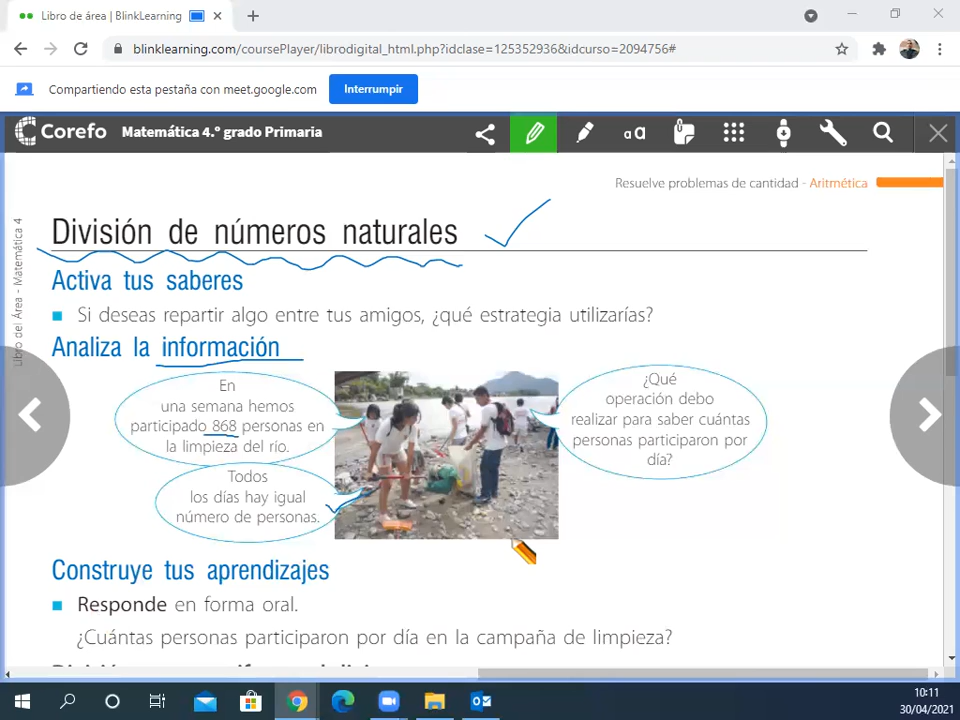 Libro de área | BlinkLearning
blinklearning.com/coursePlayer/librodigital_html.php?idclase=125352936&idcurso=2094756#
Compartiendo esta pestaña con meet.google.com
Interrumpir
Corefo
Matemática 4.º grado Primaria
a a
Resuelve problemas de cantidad - Aritmética
Libro del Área - Matemática 4
División de números naturales
Activa tus saberes
Si deseas repartir algo entre tus amigos, ¿qué estrategia utilizarías?
Analiza la información
En
una semana hemos
participado 868 personas en
la limpieza del río.
Todos
los días hay igual
número de personas.
¿Qué
operación debo
realizar para saber cuántas
personas participaron por
día?
Construye tus aprendizajes
Responde en forma oral.
¿Cuántas personas participaron por día en la campaña de limpieza?
10:11
30/04/2021